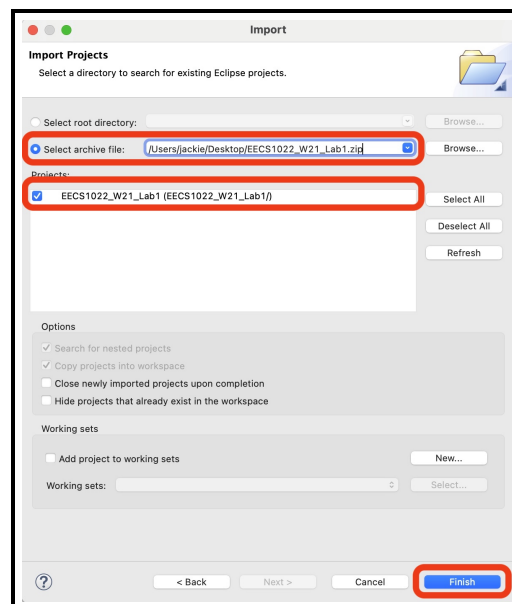 Import
Import Projects
Select a directory to search for existing Eclipse projects.
Select root directory:
Browse...
Select archive file: /Users/jackie/Desktop/EECS1022_W21_Lab1.zip
Browse...
Projects:
EECS1022_W21_Lab1 (EECS1022_W21_Lab1/)
Select All
Deselect All
Refresh
Options
Search for nested projects
Copy projects into workspace
Close newly imported projects upon completion
Hide projects that already exist in the workspace
Working sets
Add project to working sets
New...
Working sets:
Select...
?
< Back
Next >
Cancel
Finish